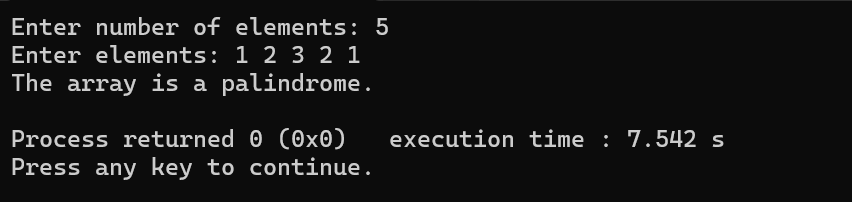 Enter number of elements: 5
Enter elements: 1 2 3 2 1
The array is a palindrome.
Process returned 0 (0x0)   execution time : 7.542 s
Press any key to continue.